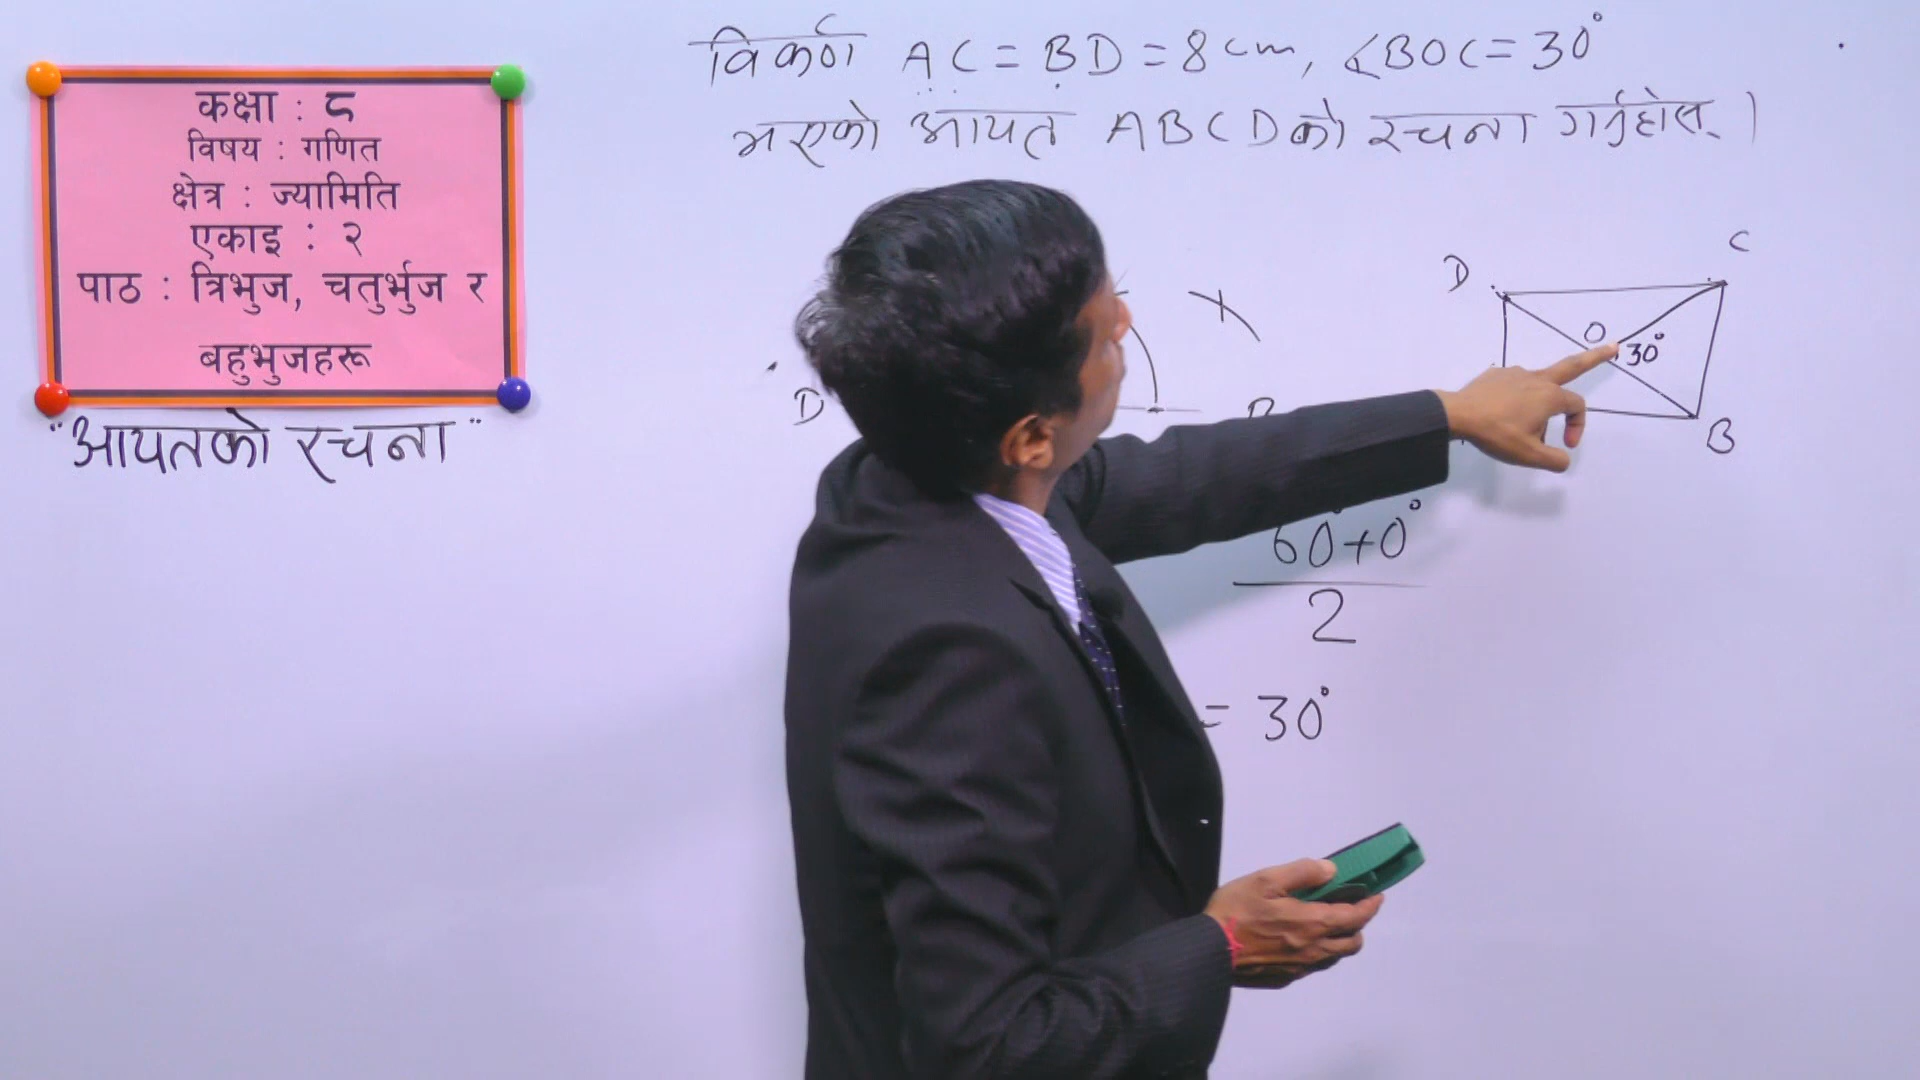 कक्षा : ८
विषय : गणित
क्षेत्र : ज्यामिति
एकाइ : २
पाठ : त्रिभुज, चतुर्भुज र
बहुभुजहरू
"आयतको रचना"
विकर्ण AC = BD = 8 cm, ∠BOC = 30°
भएको आयत ABCD को रचना गर्नुहोस् ।
D
D
C
O
30°
B
60°+0°
2
= 30°